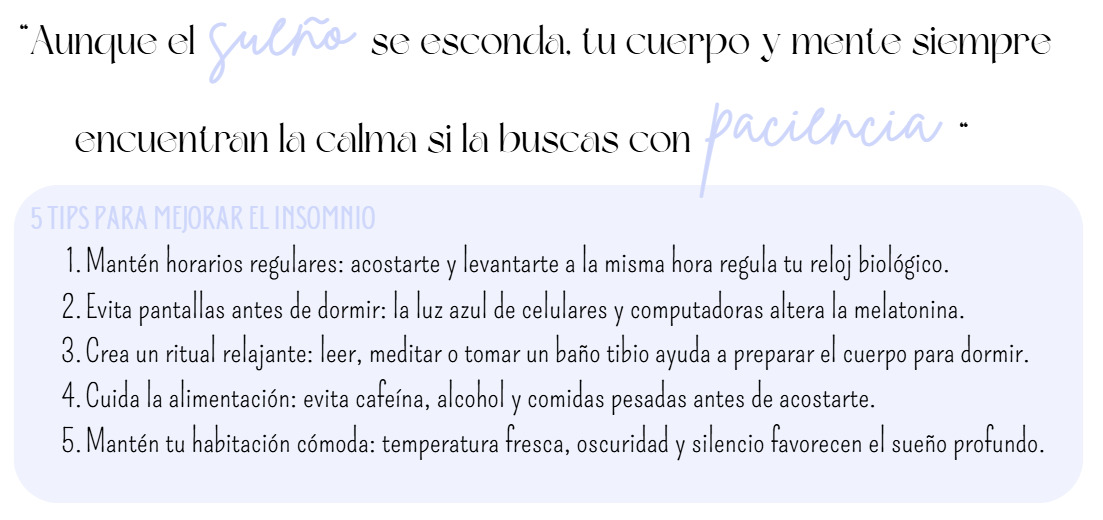 "Aunque el sueño se esconda, tu cuerpo y mente siempre
encuentran la calma si la buscas con paciencia "
5 TIPS PARA MEJORAR EL INSOMNIO
1. Mantén horarios regulares: acostarte y levantarte a la misma hora regula tu reloj biológico.
2. Evita pantallas antes de dormir: la luz azul de celulares y computadoras altera la melatonina.
3. Crea un ritual relajante: leer, meditar o tomar un baño tibio ayuda a preparar el cuerpo para dormir.
4. Cuida la alimentación: evita cafeína, alcohol y comidas pesadas antes de acostarte.
5. Mantén tu habitación cómoda: temperatura fresca, oscuridad y silencio favorecen el sueño profundo.